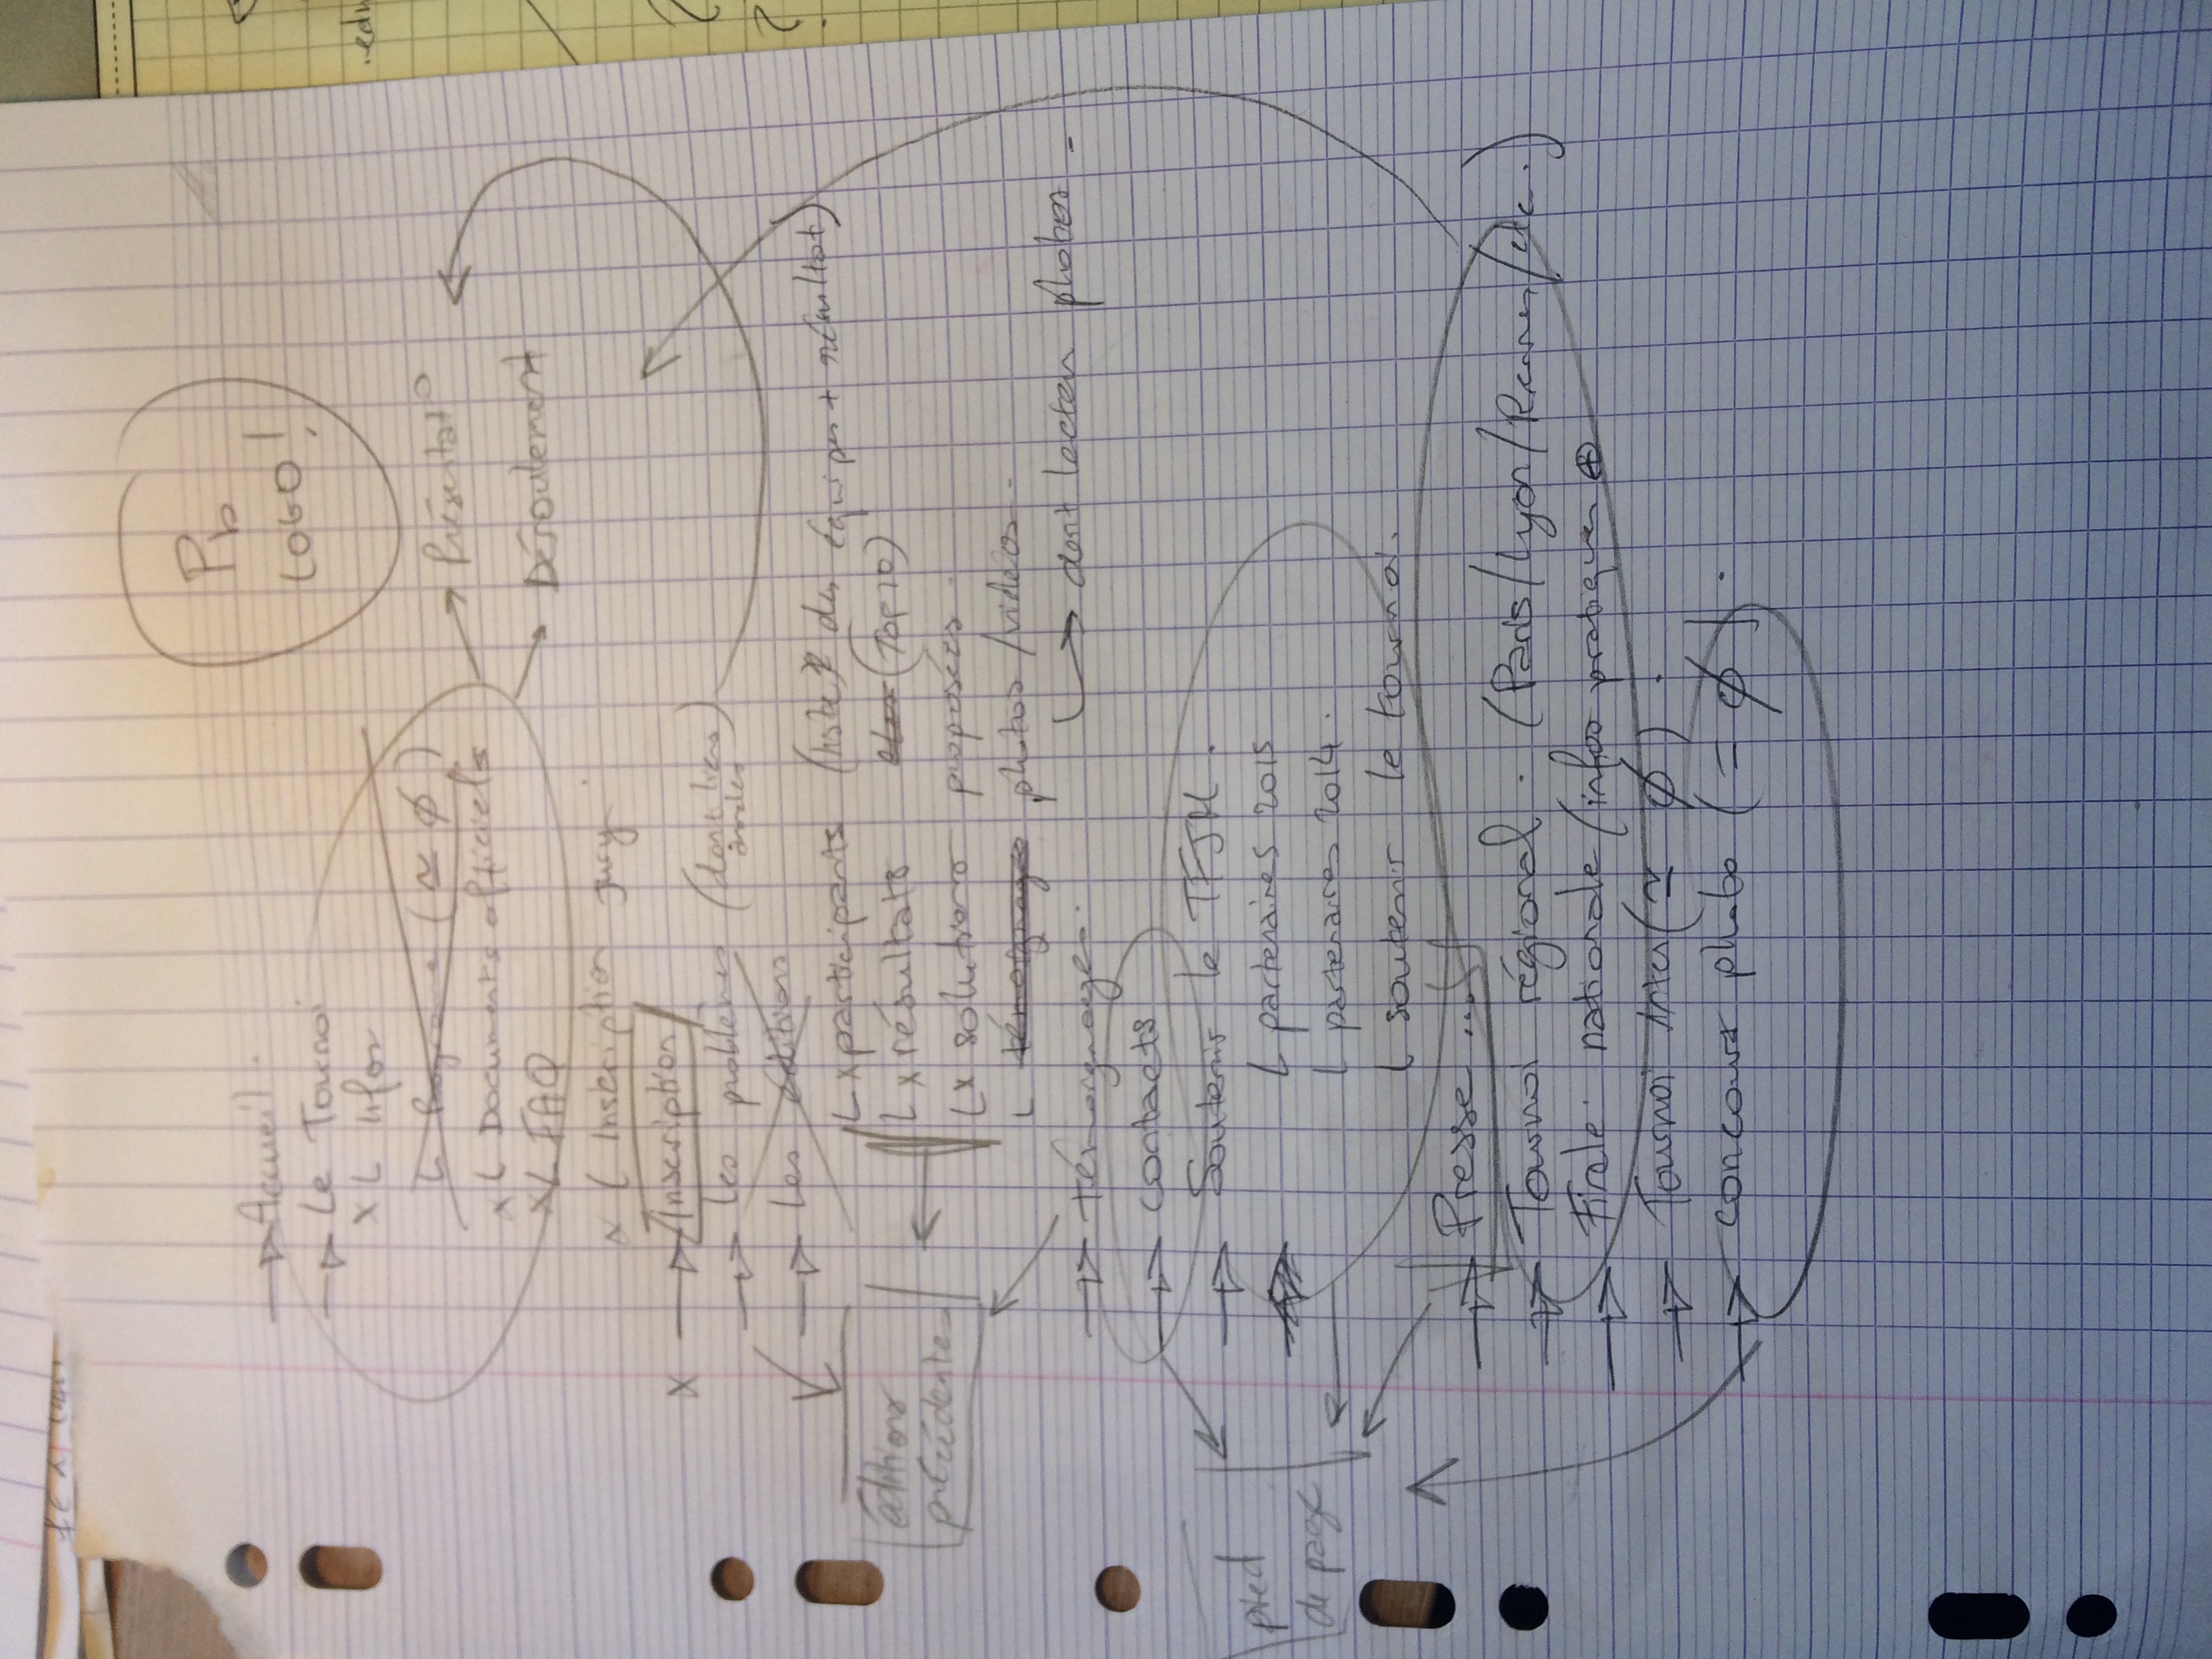 Pb
LOGO!
Accueil.
Le Tournoi
X L Infos
L (≃ ∅)
X L Documents officiels
X L FAQ
X L Inscription jury
Présentat°
Déroulement
X Inscription
Les problèmes (dont liens
Les éditions
L x participants (liste des équipes + résultat)
éditions
précédentes
L x résultats (Top 10)
L x solutions proposées.
L témoignages photos/vidéos.
dont photos
témoignages.
contacts
Soutenir le TFJM.
L partenaires 2015
pied
de page
L partenaires 2014.
L soutenir le tournoi.
Presse ...
Tournoi régional. (Paris/Lyon/Rennes/etc.)
Finale nationale (infos pratiques ⊕
Tournoi Inter (≃ ∅).
concours photo (= ∅).